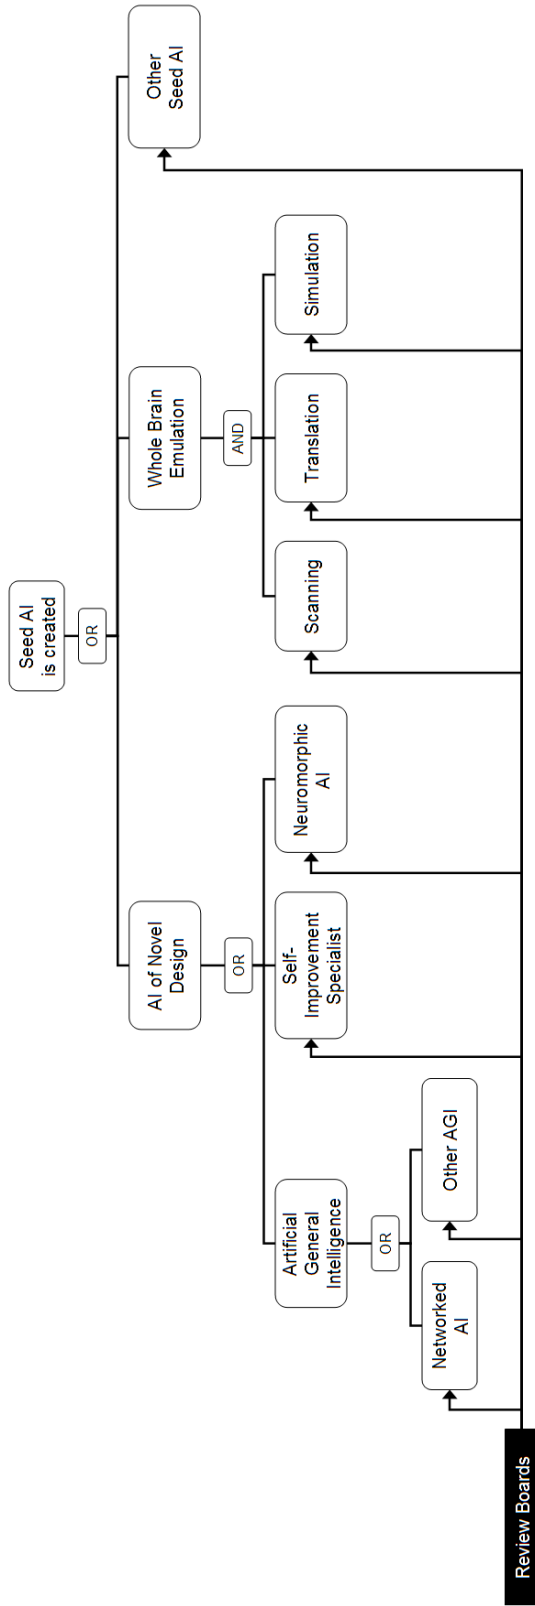 Seed AI
is created
OR
AI of Novel
Design
Whole Brain
Emulation
Other
Seed AI
OR
AND
Artificial
General
Intelligence
Self-
Improvement
Specialist
Neuromorphic
AI
Scanning
Translation
Simulation
OR
Networked
AI
Other AGI
Review Boards